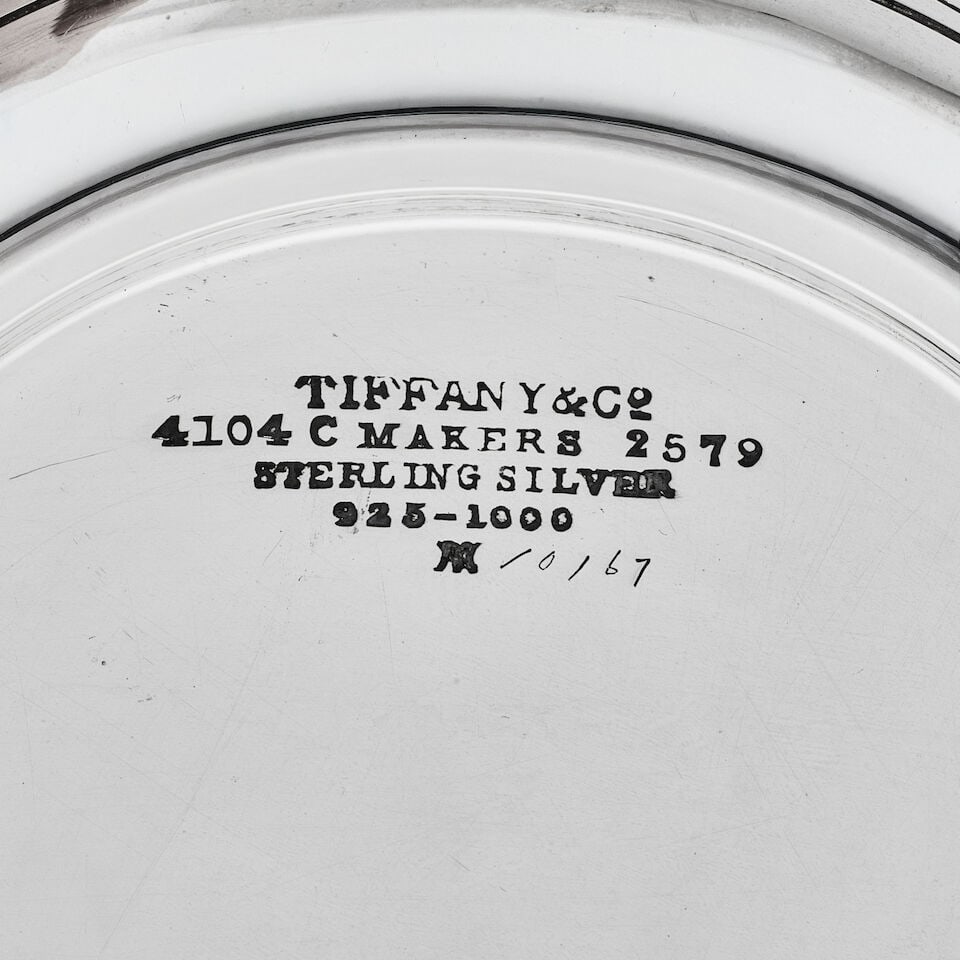 TIFFANY & Cº
4104 C MAKERS 2579
STERLING SILVER
925-1000
M 10167